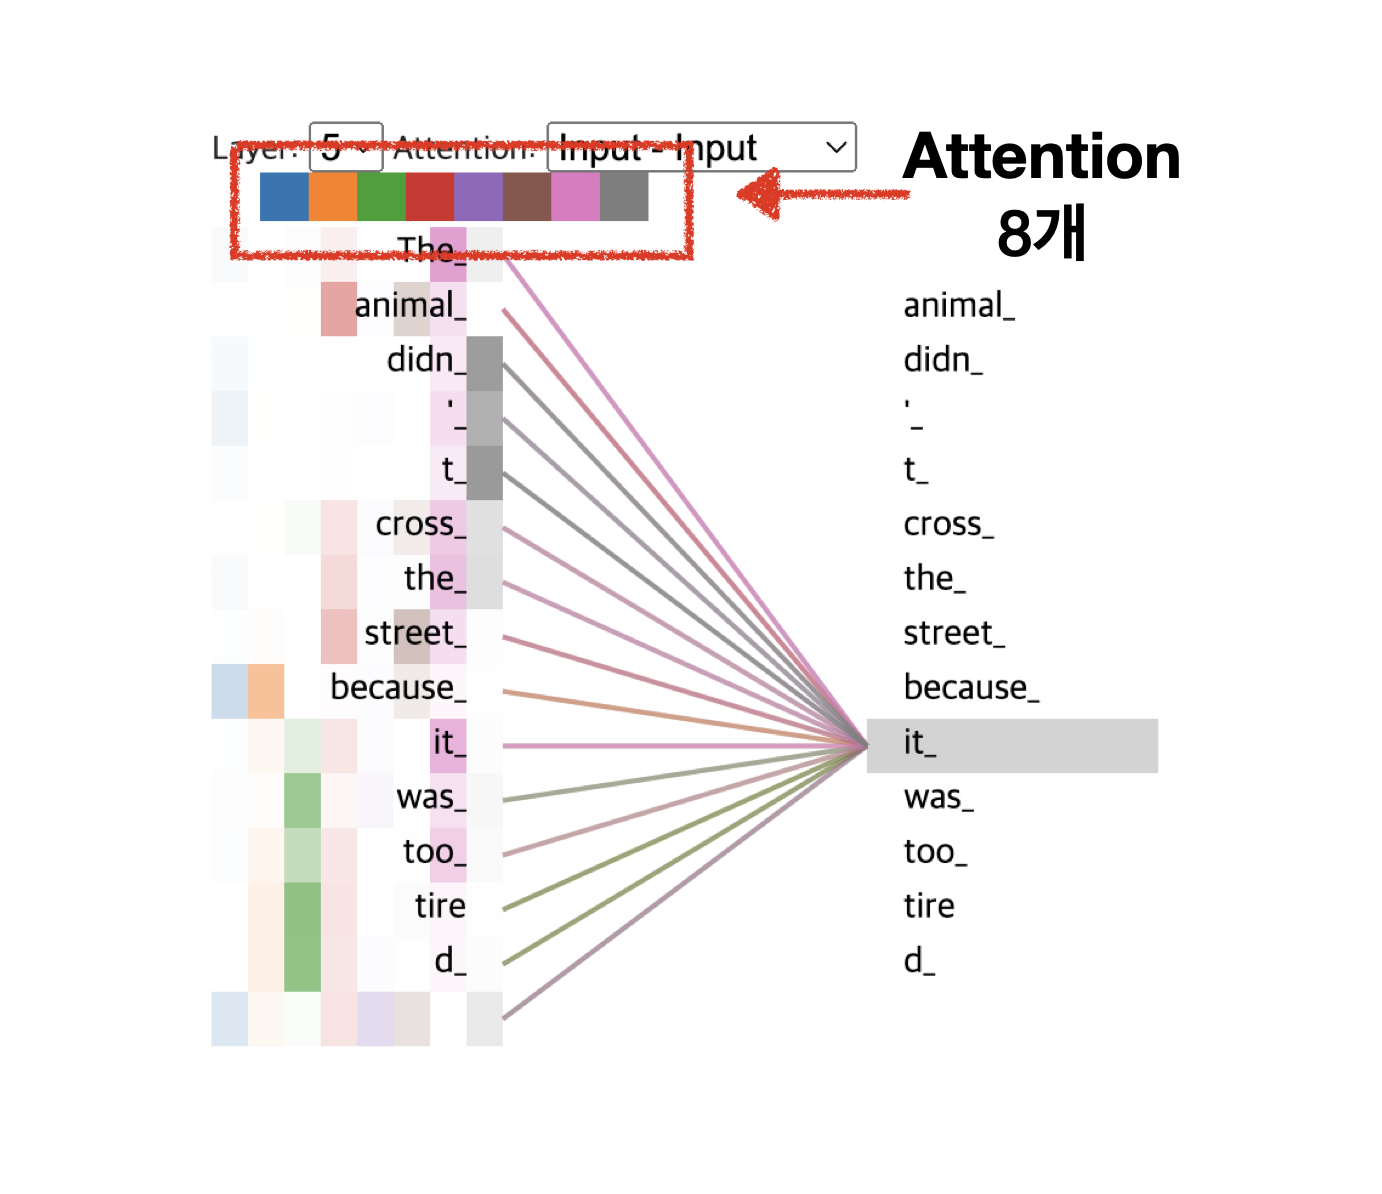 Layer: 5 Attention: Input - Input
Attention
8개
The_
animal_ animal_
didn_ didn_
'_ '_
t_ t_
cross_ cross_
the_ the_
street_ street_
because_ because_
it_ it_
was_ was_
too_ too_
tire tire
d_ d_